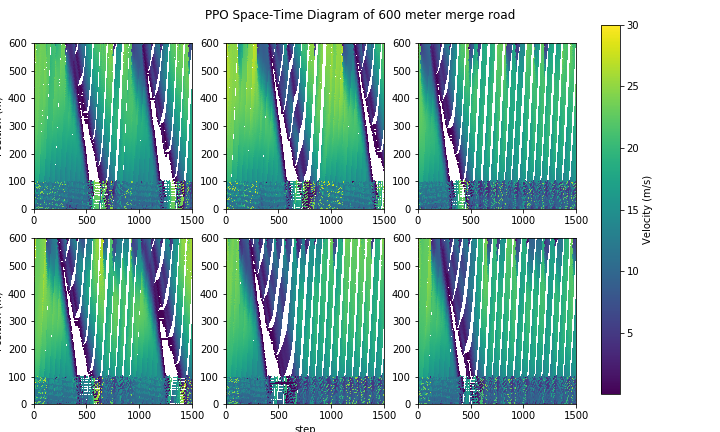 PPO Space-Time Diagram of 600 meter merge road
600 600 600 30
500 500 500
400 400 400 25
300 300 300
200 200 200 20
100 100 100
0 0 0
0 500 1000 1500 0 500 1000 1500 0 500 1000 1500
15 Velocity (m/s)
600 600 600
500 500 500
400 400 400 10
300 300 300
200 200 200 5
100 100 100
0 0 0
0 500 1000 1500 0 500 1000 1500 0 500 1000 1500
step